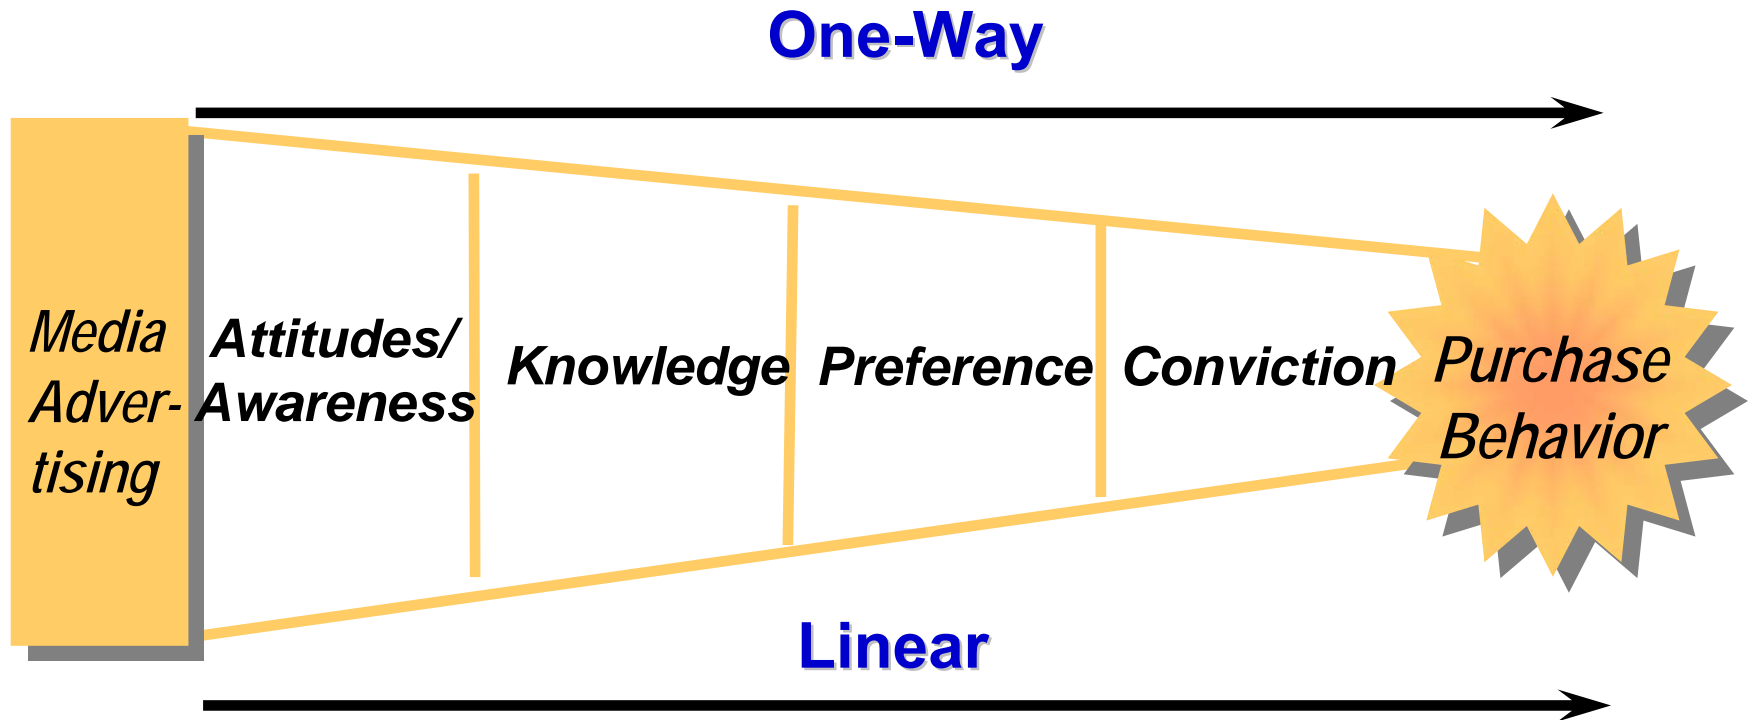 One-Way
Media
Adver-
tising
Attitudes/
Awareness
Knowledge
Preference
Conviction
Purchase
Behavior
Linear